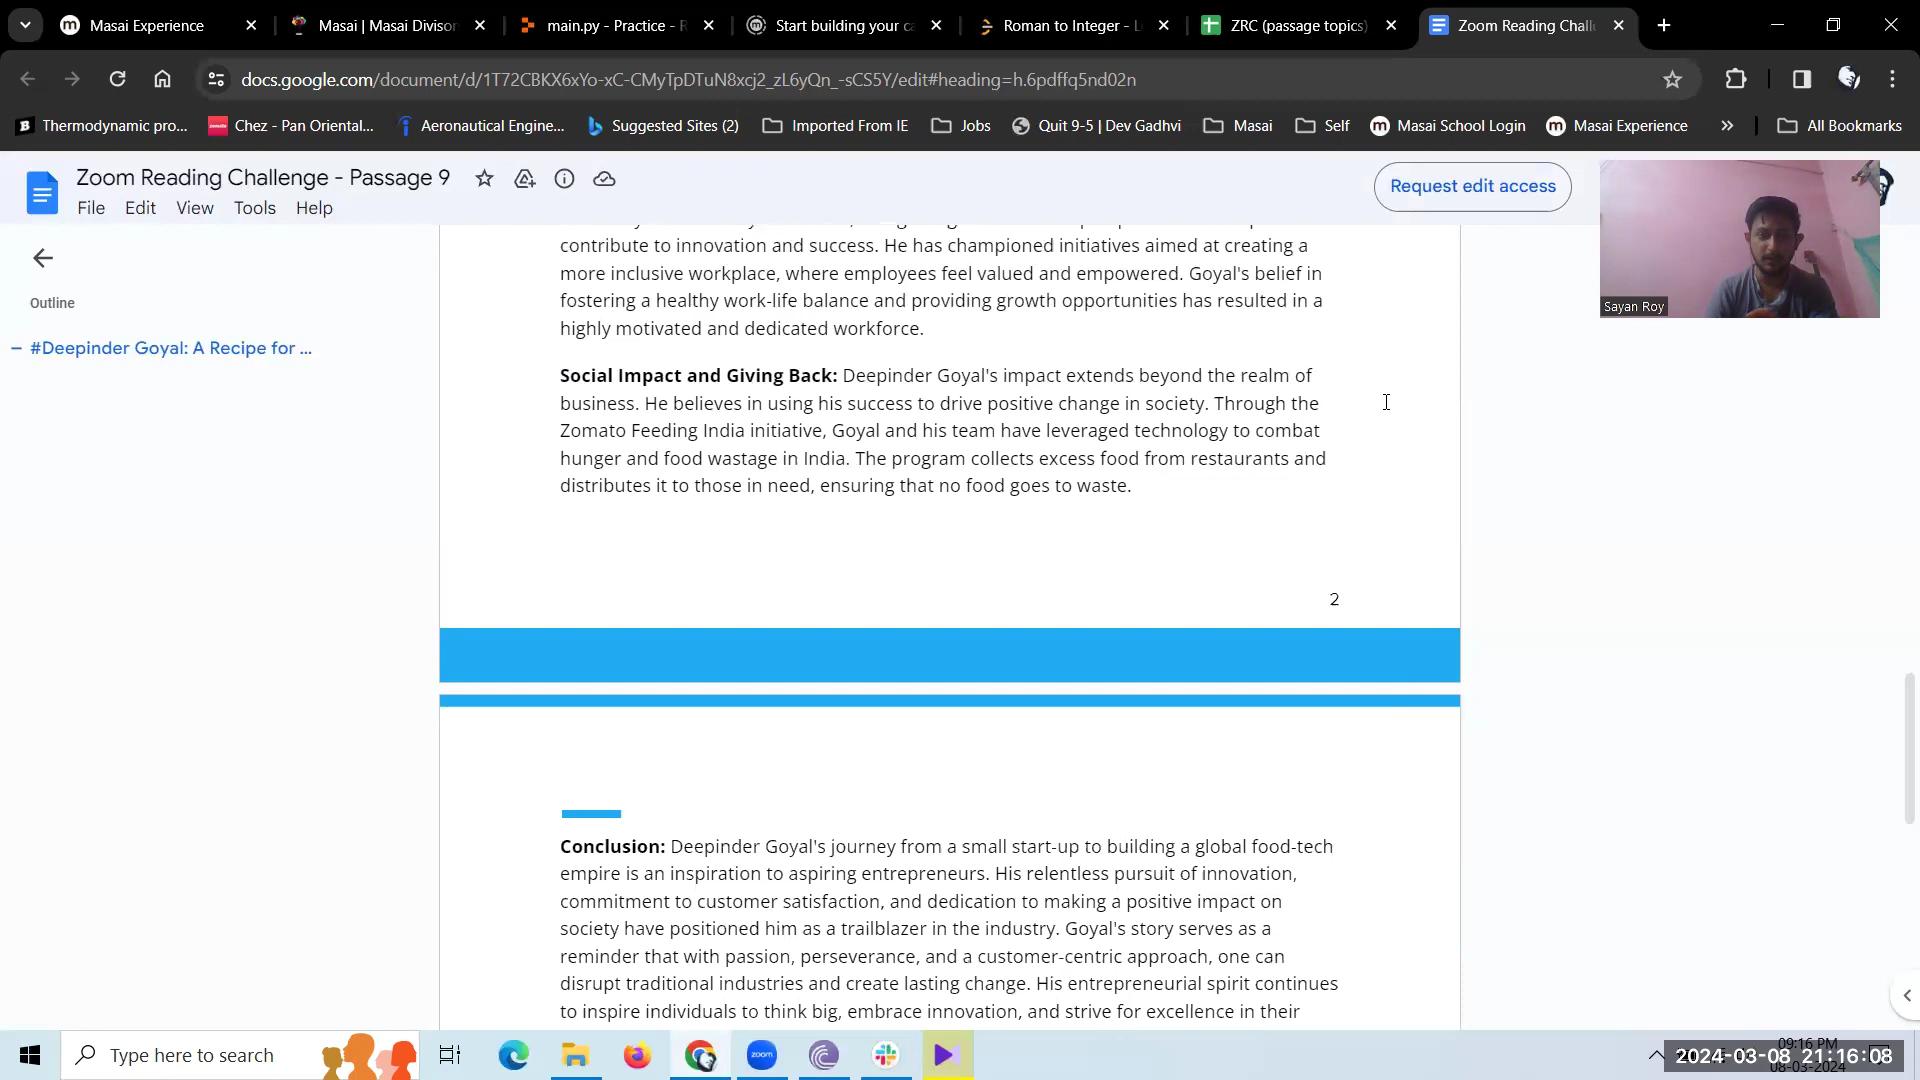 Masai Experience
Masai | Masai Divison
main.py - Practice - R
Start building your ca
Roman to Integer - L
ZRC (passage topics)
Zoom Reading Chall
docs.google.com/document/d/1T72CBKX6xYo-xC-CMyTpDTuN8xcj2_zL6yQn_-sCS5Y/edit#heading=h.6pdffq5nd02n
Thermodynamic pro...
Chez - Pan Oriental...
Aeronautical Engine...
Suggested Sites (2)
Imported From IE
Jobs
Quit 9-5 | Dev Gadhvi
Masai
Self
Masai School Login
Masai Experience
All Bookmarks
Zoom Reading Challenge - Passage 9
File Edit View Tools Help
Request edit access
Sayan Roy
Outline
#Deepinder Goyal: A Recipe for ...
contribute to innovation and success. He has championed initiatives aimed at creating a
more inclusive workplace, where employees feel valued and empowered. Goyal's belief in
fostering a healthy work-life balance and providing growth opportunities has resulted in a
highly motivated and dedicated workforce.
Social Impact and Giving Back: Deepinder Goyal's impact extends beyond the realm of
business. He believes in using his success to drive positive change in society. Through the
Zomato Feeding India initiative, Goyal and his team have leveraged technology to combat
hunger and food wastage in India. The program collects excess food from restaurants and
distributes it to those in need, ensuring that no food goes to waste.
2
Conclusion: Deepinder Goyal's journey from a small start-up to building a global food-tech
empire is an inspiration to aspiring entrepreneurs. His relentless pursuit of innovation,
commitment to customer satisfaction, and dedication to making a positive impact on
society have positioned him as a trailblazer in the industry. Goyal's story serves as a
reminder that with passion, perseverance, and a customer-centric approach, one can
disrupt traditional industries and create lasting change. His entrepreneurial spirit continues
to inspire individuals to think big, embrace innovation, and strive for excellence in their
Type here to search
zoom
09:16 PM
2024-03-08 21:16:08
08-03-2024